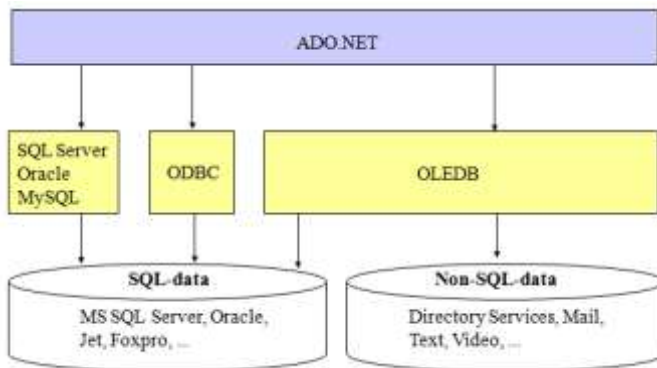 ADO.NET
SQL Server
Oracle
MySQL
ODBC
OLEDB
SQL-data
MS SQL Server, Oracle,
Jet, Foxpro, ...
Non-SQL-data
Directory Services, Mail,
Text, Video, ...